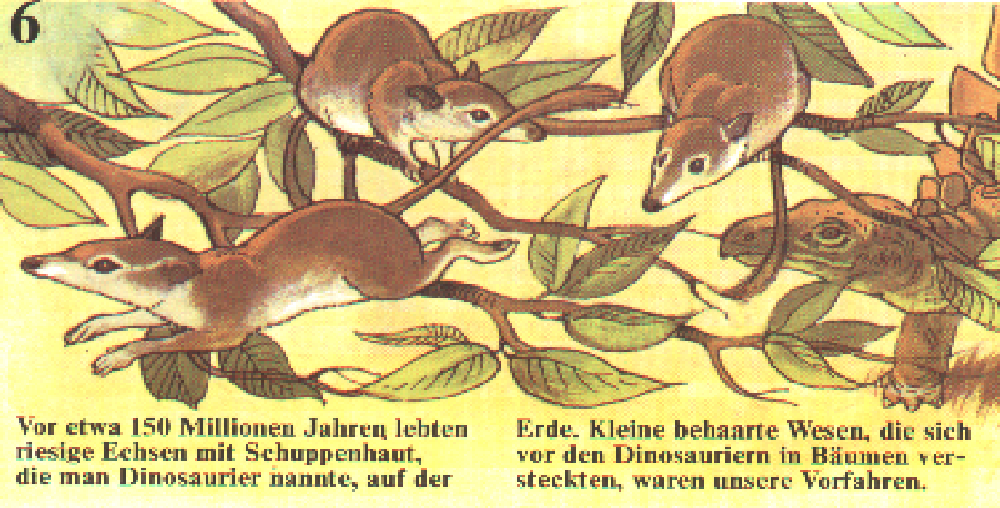 6
Vor etwa 150 Millionen Jahren lebten
riesige Echsen mit Schuppenhaut,
die man Dinosaurier nannte, auf der
Erde. Kleine behaarte Wesen, die sich
vor den Dinosauriern in Bäumen ver-
steckten, waren unsere Vorfahren.